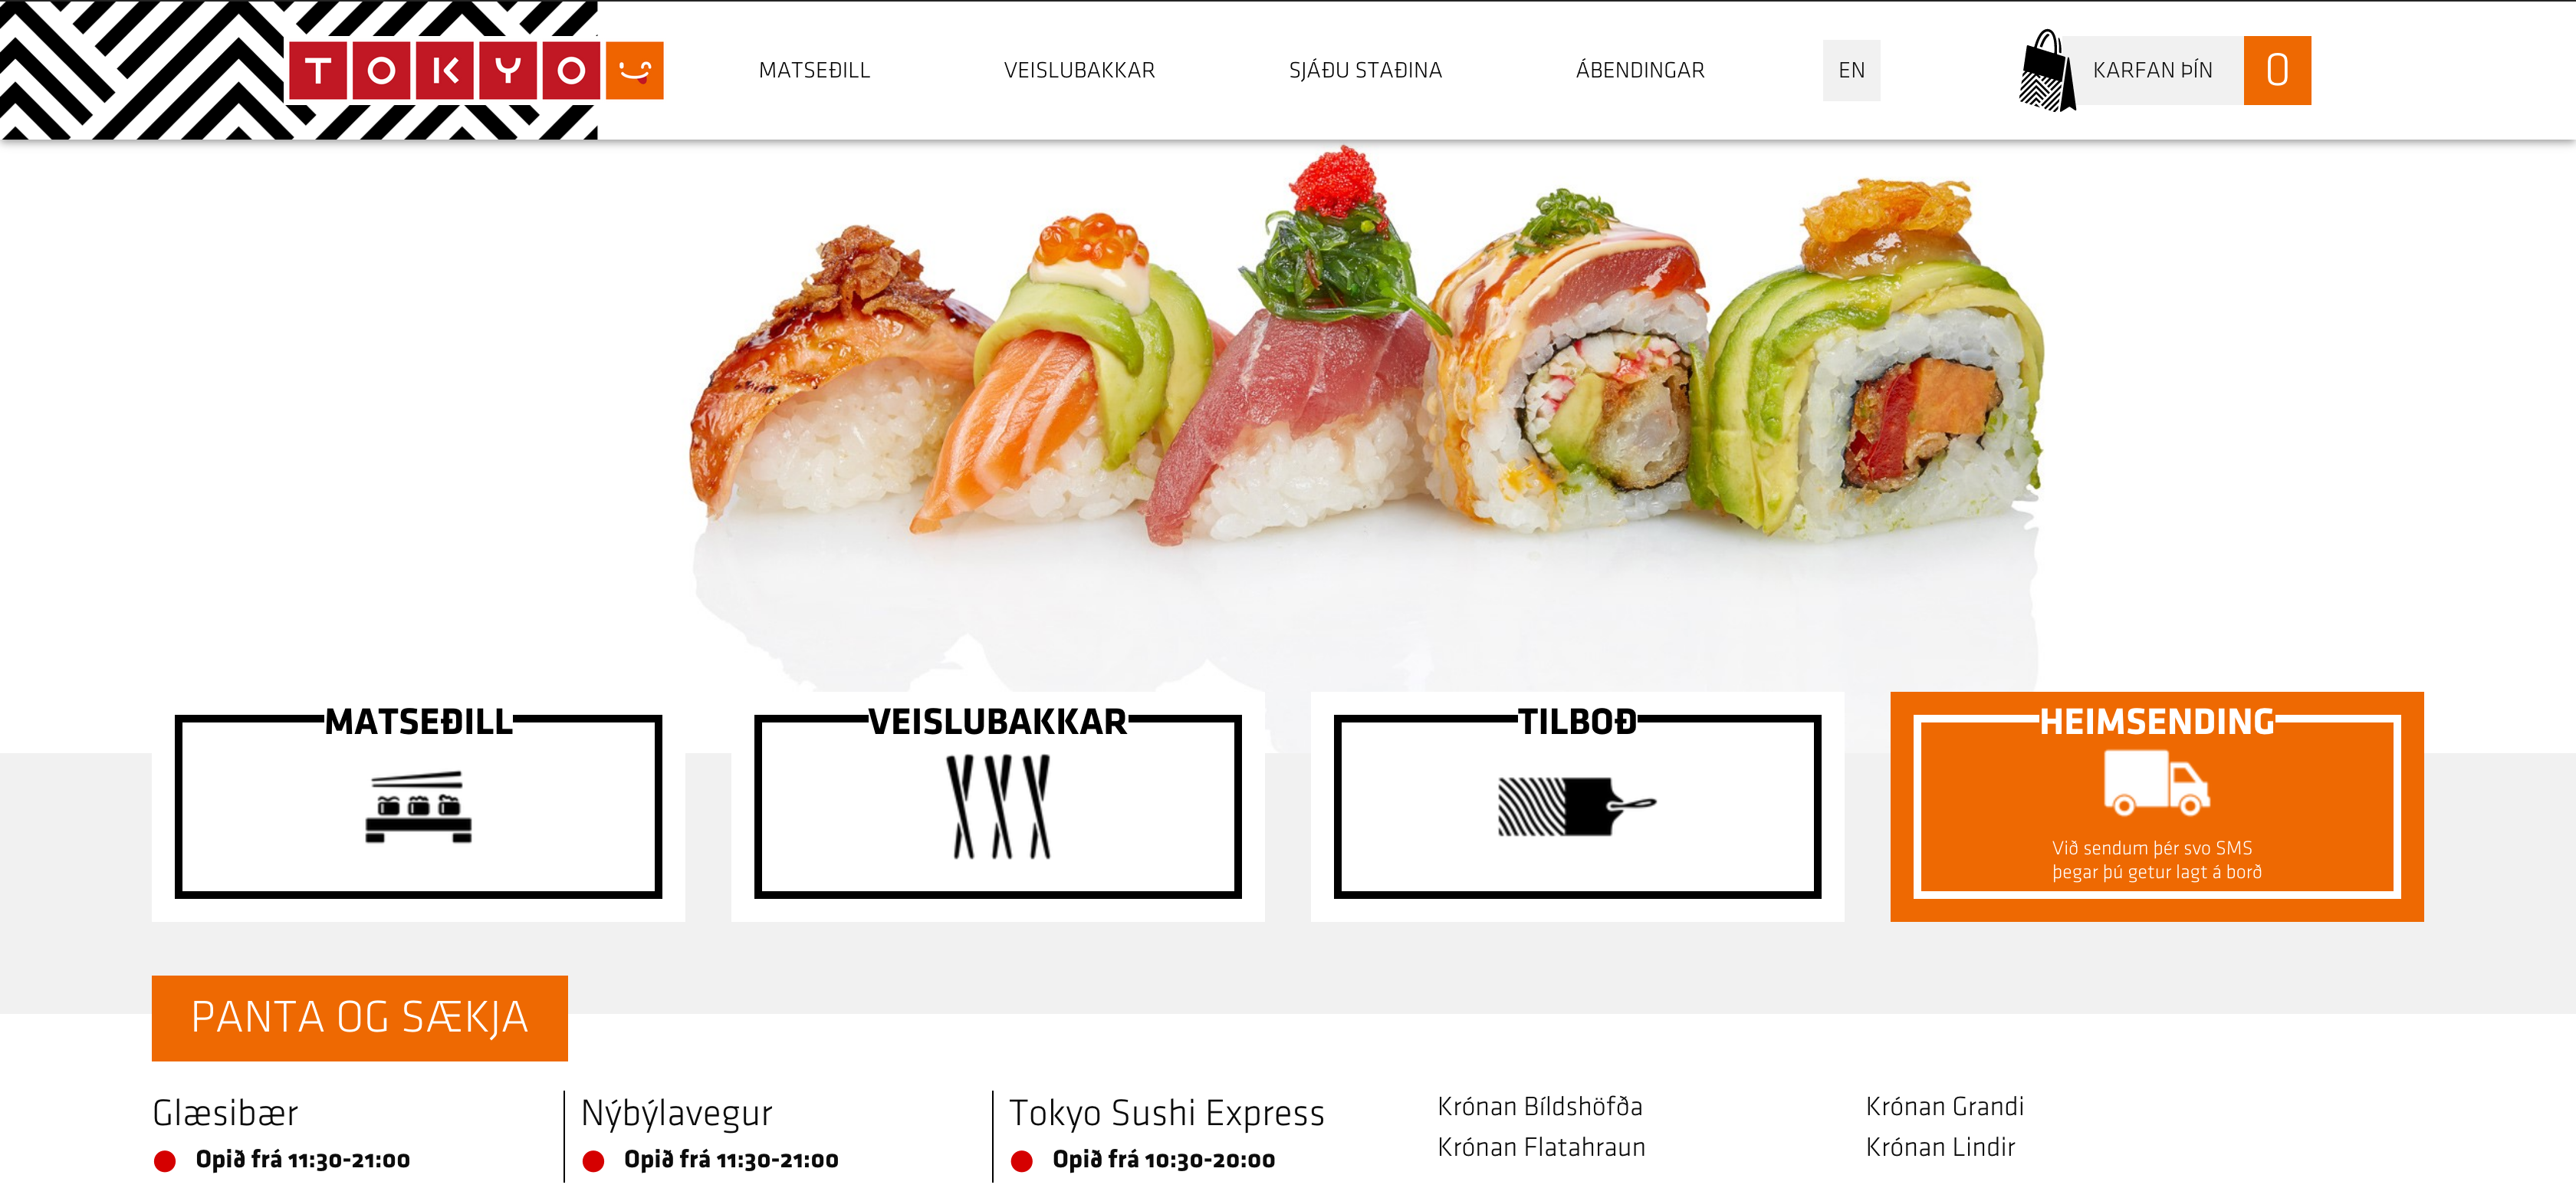 TOKYO
MATSEÐILL
VEISLUBAKKAR
SJÁÐU STAÐINA
ÁBENDINGAR
EN
KARFAN ÞÍN
0
MATSEÐILL
VEISLUBAKKAR
TILBOÐ
HEIMSENDING
Við sendum þér svo SMS
þegar þú getur lagt á borð
PANTA OG SÆKJA
Glæsibær
Opið frá 11:30-21:00
Nýbýlavegur
Opið frá 11:30-21:00
Tokyo Sushi Express
Opið frá 10:30-20:00
Krónan Bíldshöfða
Krónan Flatahraun
Krónan Grandi
Krónan Lindir